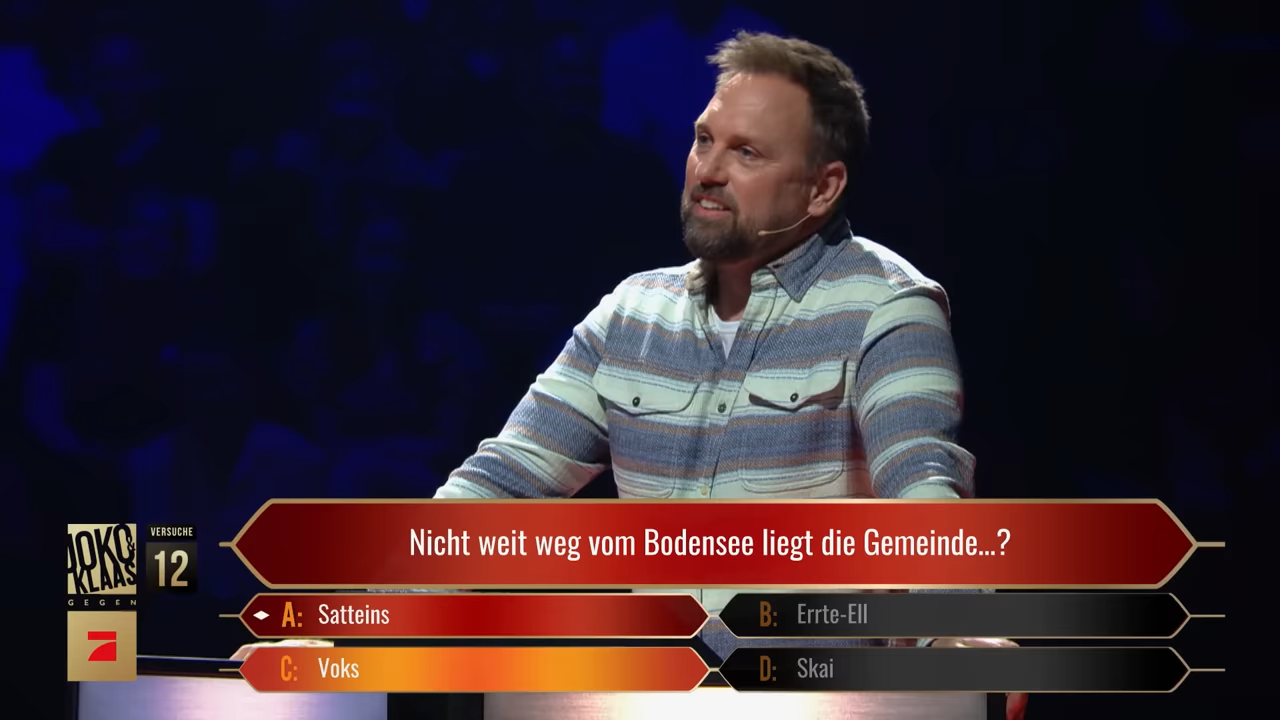 JOKO &
KLAAS
GEGEN
VERSUCHE
12
Nicht weit weg vom Bodensee liegt die Gemeinde...?
A: Satteins
B: Errte-Ell
C: Voks
D: Skai